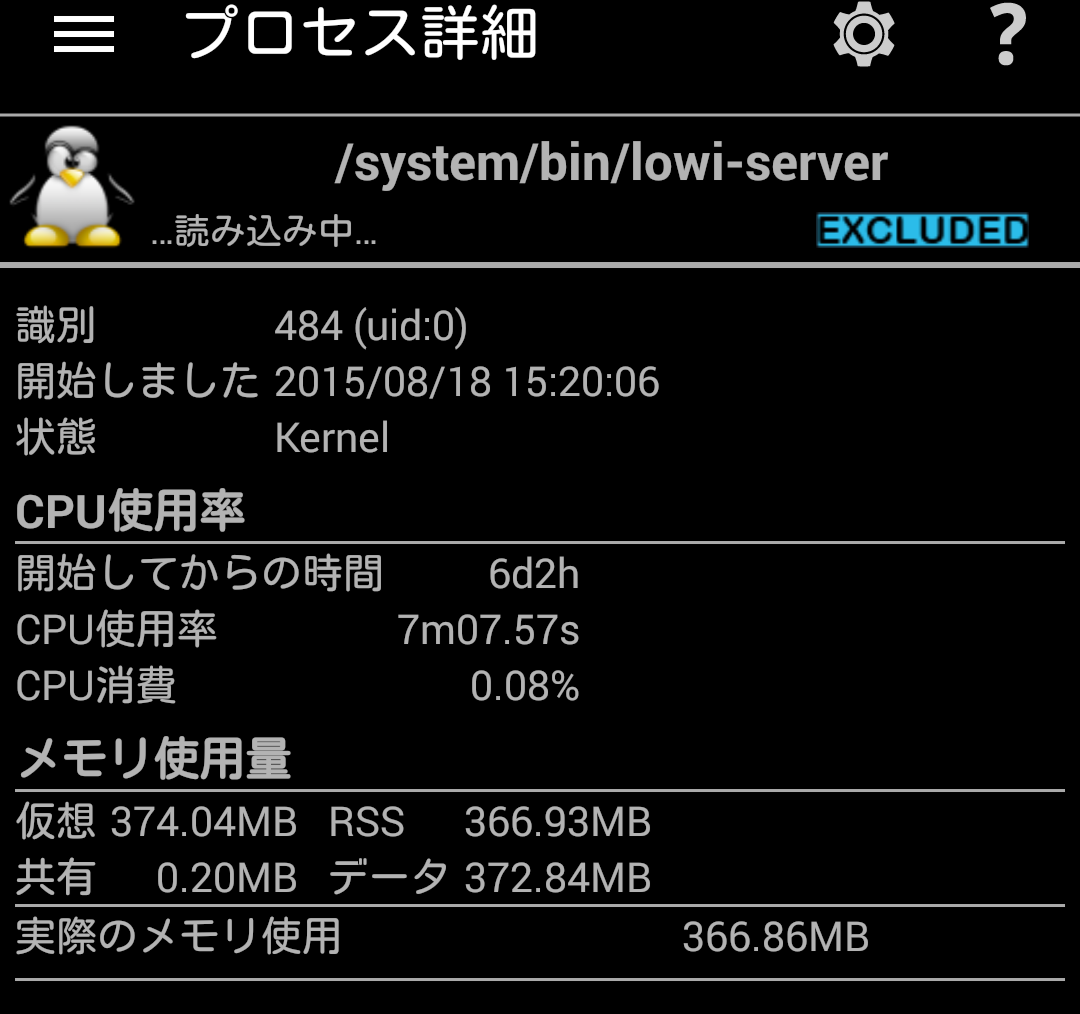 プロセス詳細 ?
/system/bin/lowi-server
...読み込み中... EXCLUDED
識別 484 (uid:0)
開始しました 2015/08/18 15:20:06
状態 Kernel
CPU使用率
開始してからの時間 6d2h
CPU使用率 7m07.57s
CPU消費 0.08%
メモリ使用量
仮想 374.04MB RSS 366.93MB
共有 0.20MB データ 372.84MB
実際のメモリ使用 366.86MB